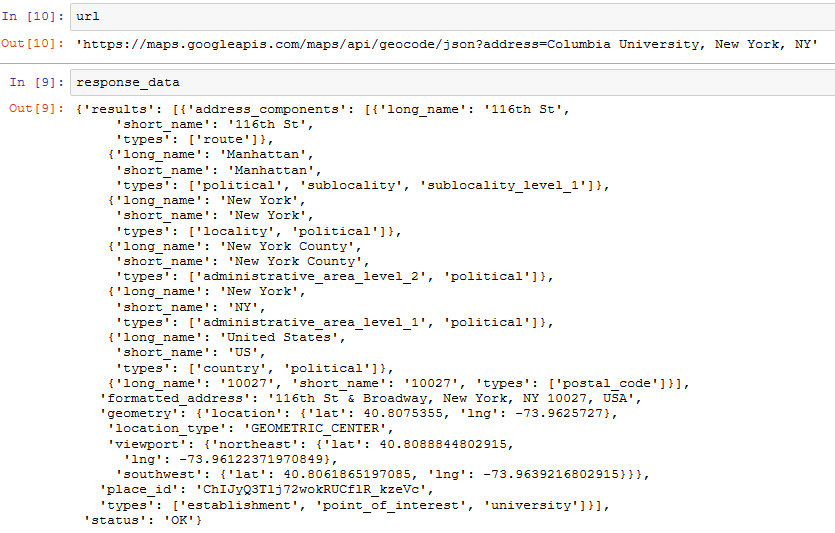 In [10]: url
Out[10]: 'https://maps.googleapis.com/maps/api/geocode/json?address=Columbia University, New York, NY'
In [9]: response_data
Out[9]: {'results': [{'address_components': [{'long_name': '116th St',
'short_name': '116th St',
'types': ['route']},
{'long_name': 'Manhattan',
'short_name': 'Manhattan',
'types': ['political', 'sublocality', 'sublocality_level_1']},
{'long_name': 'New York',
'short_name': 'New York',
'types': ['locality', 'political']},
{'long_name': 'New York County',
'short_name': 'New York County',
'types': ['administrative_area_level_2', 'political']},
{'long_name': 'New York',
'short_name': 'NY',
'types': ['administrative_area_level_1', 'political']},
{'long_name': 'United States',
'short_name': 'US',
'types': ['country', 'political']},
{'long_name': '10027', 'short_name': '10027', 'types': ['postal_code']}],
'formatted_address': '116th St & Broadway, New York, NY 10027, USA',
'geometry': {'location': {'lat': 40.8075355, 'lng': -73.9625727},
'location_type': 'GEOMETRIC_CENTER',
'viewport': {'northeast': {'lat': 40.8088844802915,
'lng': -73.96122371970849},
'southwest': {'lat': 40.8061865197085, 'lng': -73.9639216802915}}},
'place_id': 'ChIJyQ3Tlj72wokRUCflR_kzeVc',
'types': ['establishment', 'point_of_interest', 'university']}],
'status': 'OK'}